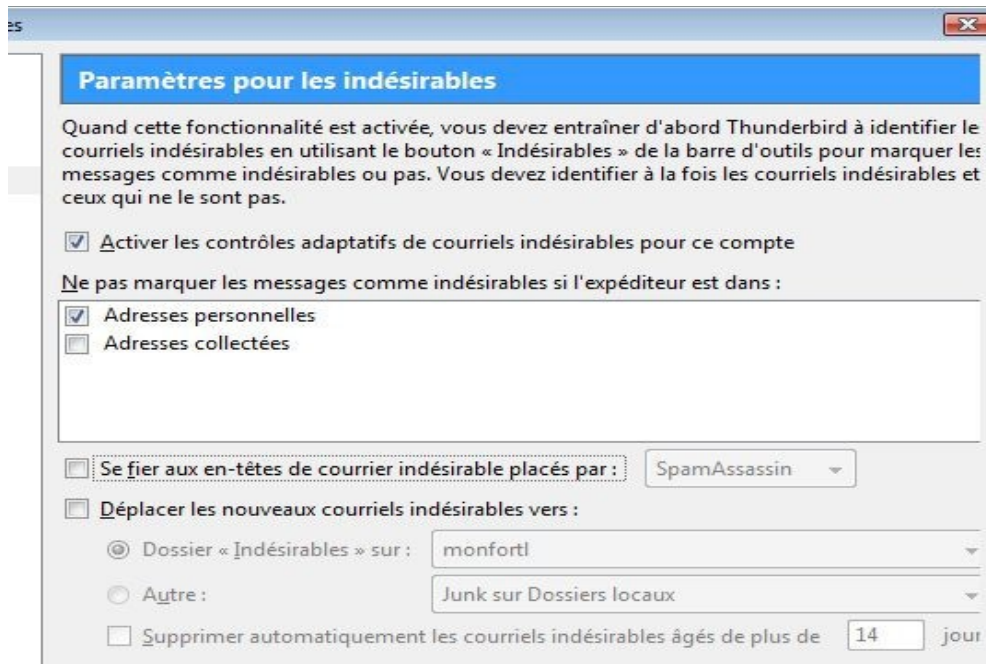 es
Paramètres pour les indésirables
Quand cette fonctionnalité est activée, vous devez entraîner d'abord Thunderbird à identifier le
courriels indésirables en utilisant le bouton « Indésirables » de la barre d'outils pour marquer les
messages comme indésirables ou pas. Vous devez identifier à la fois les courriels indésirables et
ceux qui ne le sont pas.
Activer les contrôles adaptatifs de courriels indésirables pour ce compte
Ne pas marquer les messages comme indésirables si l'expéditeur est dans :
Adresses personnelles
Adresses collectées
Se fier aux en-têtes de courrier indésirable placés par : SpamAssassin
Déplacer les nouveaux courriels indésirables vers :
Dossier « Indésirables » sur : monfortl
Autre : Junk sur Dossiers locaux
Supprimer automatiquement les courriels indésirables âgés de plus de 14 jour